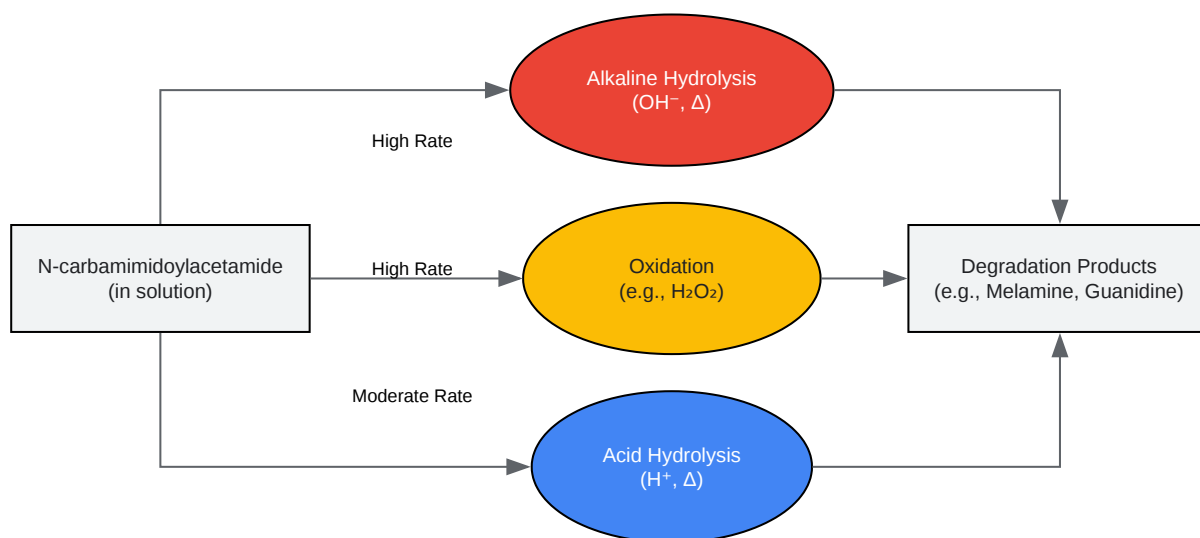 Alkaline Hydrolysis
(OH⁻, Δ)
High Rate
N-carbamimidoylacetamide
(in solution)
High Rate
Oxidation
(e.g., H₂O₂)
Degradation Products
(e.g., Melamine, Guanidine)
Moderate Rate
Acid Hydrolysis
(H⁺, Δ)